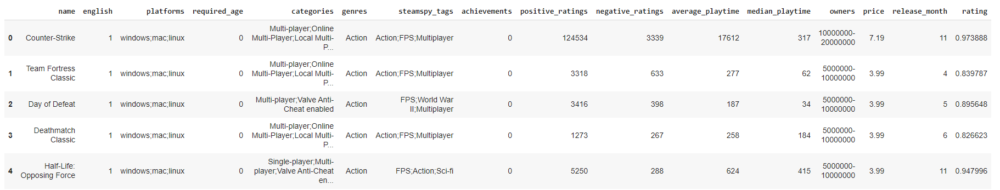 name english platforms required_age categories genres steamspy_tags achievements positive_ratings negative_ratings average_playtime median_playtime owners price release_month rating
Multi-player;Online
0 Counter-Strike 1 windows;mac;linux 0 Multi-Player;Local Multi- Action Action;FPS;Multiplayer 0 124534 3339 17612 317 10000000- 7.19 11 0.973888
P... 20000000
Multi-player;Online
1 Team Fortress 1 windows;mac;linux 0 Multi-Player;Local Multi- Action Action;FPS;Multiplayer 0 3318 633 277 62 5000000- 3.99 4 0.839787
Classic P... 10000000
2 Day of Defeat 1 windows;mac;linux 0 Multi-player;Valve Anti- Action FPS;World War 0 3416 398 187 34 5000000- 3.99 5 0.895648
Cheat enabled II;Multiplayer 10000000
Multi-player;Online
3 Deathmatch 1 windows;mac;linux 0 Multi-Player;Local Multi- Action Action;FPS;Multiplayer 0 1273 267 258 184 5000000- 3.99 6 0.826623
Classic P... 10000000
Single-player;Multi-
4 Half-Life: 1 windows;mac;linux 0 player;Valve Anti-Cheat Action FPS;Action;Sci-fi 0 5250 288 624 415 5000000- 3.99 11 0.947996
Opposing Force en... 10000000